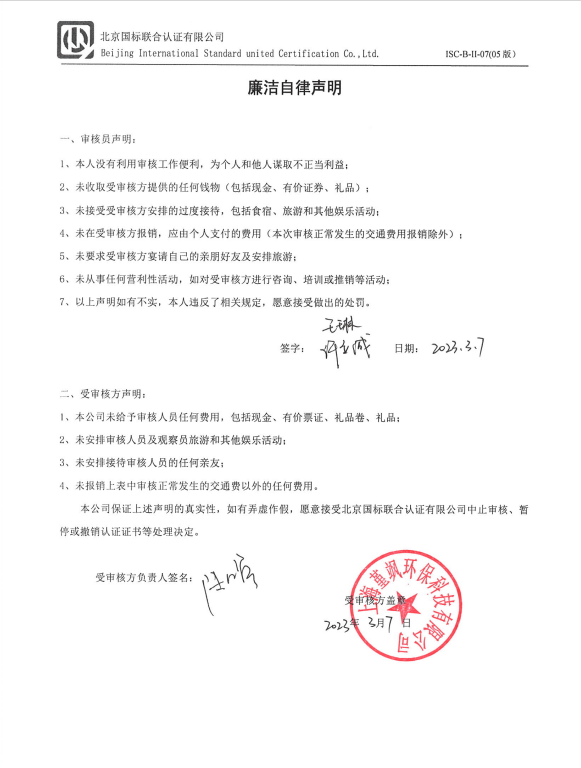 北京国标联合认证有限公司
Beijing International Standard united Certification Co.,Ltd.
ISC-B-II-07(05 版)
廉洁自律声明
一、审核员声明:
1、本人没有利用审核工作便利,为个人和他人谋取不正当利益;
2、未收取受审核方提供的任何钱物(包括现金、有价证券、礼品);
3、未接受受审核方安排的过度接待,包括食宿、旅游和其他娱乐活动;
4、未在受审核方报销,应由个人支付的费用(本次审核正常发生的交通费用报销除外);
5、未要求受审核方宴请自己的亲朋好友及安排旅游;
6、未从事任何营利性活动,如对受审核方进行咨询、培训或推销等活动;
7、以上声明如有不实,本人违反了相关规定,愿意接受做出的处罚。
王琳
签字: 日期: 2023.3.7
二、受审核方声明:
1、本公司未给予审核人员任何费用,包括现金、有价票证、礼品卷、礼品;
2、未安排审核人员及观察员旅游和其他娱乐活动;
3、未安排接待审核人员的任何亲友;
4、未报销上表中审核正常发生的交通费以外的任何费用。
本公司保证上述声明的真实性,如有弄虚作假,愿意接受北京国标联合认证有限公司中止审核、暂
停或撤销认证证书等处理决定。
受审核方负责人签名:
受审核方盖章
2023年 3月7日
上海堇飒环保科技有限公司